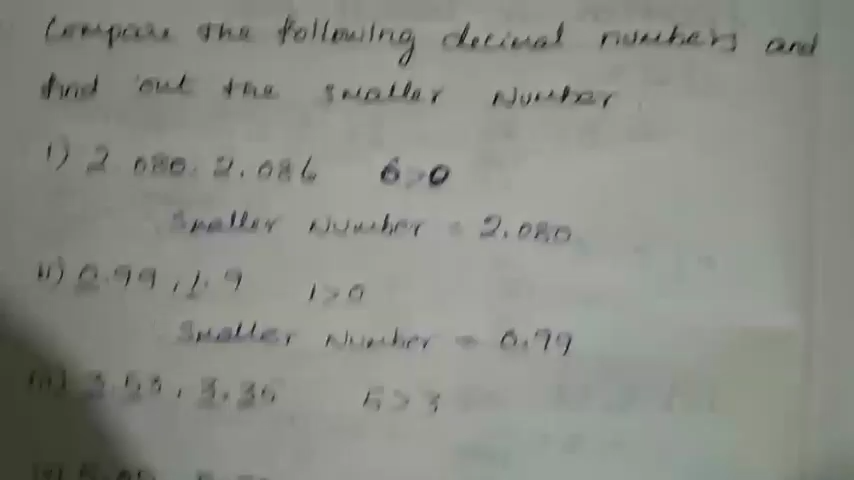 Compare the following decimal numbers and
find out the smaller Number
i) 2.080, 2.086 6>0
Smaller Number = 2.080
ii) 0.99, 1.9 1>0
Smaller Number = 0.99
iii) 3.53, 3.35 5>3